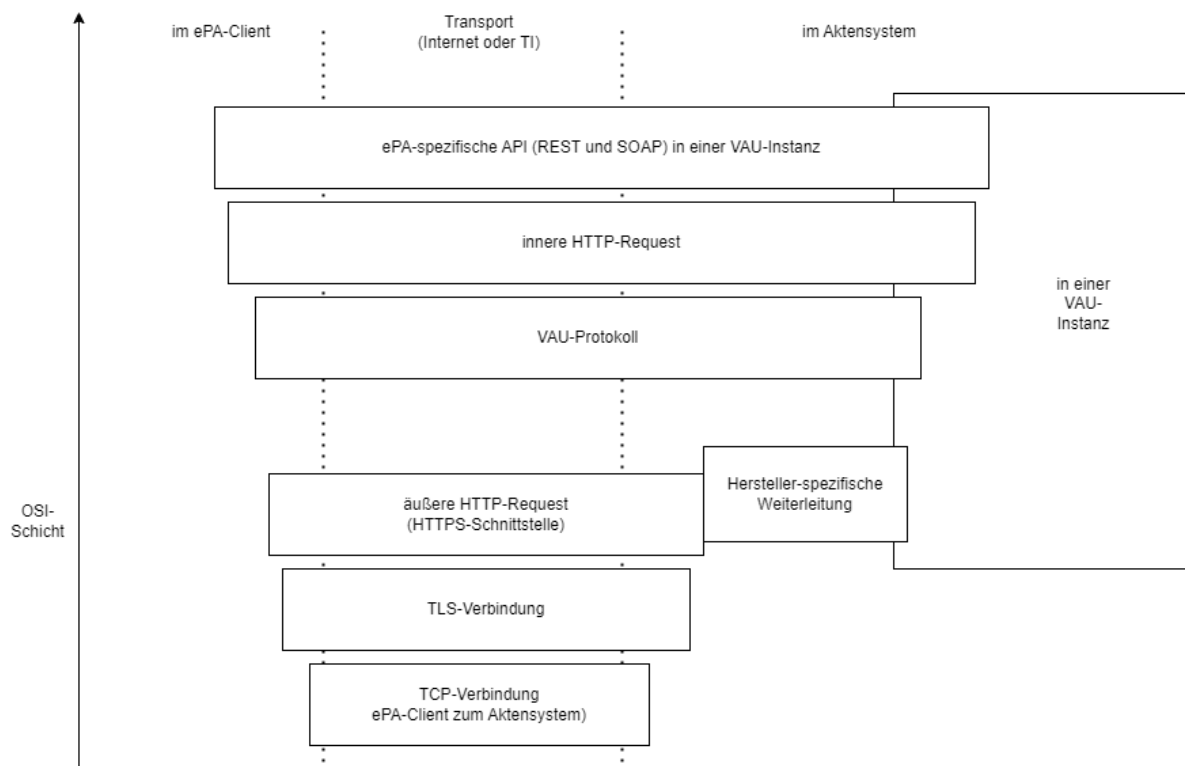 im ePA-Client
Transport
(Internet oder TI)
im Aktensystem
ePA-spezifische API (REST und SOAP) in einer VAU-Instanz
innere HTTP-Request
in einer
VAU-
Instanz
VAU-Protokoll
Hersteller-spezifische
Weiterleitung
äußere HTTP-Request
(HTTPS-Schnittstelle)
OSI-
Schicht
TLS-Verbindung
TCP-Verbindung
ePA-Client zum Aktensystem)